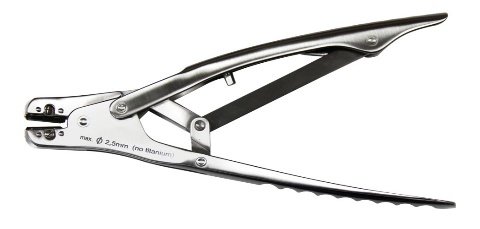 max. Ø 2,5mm (no titanium)